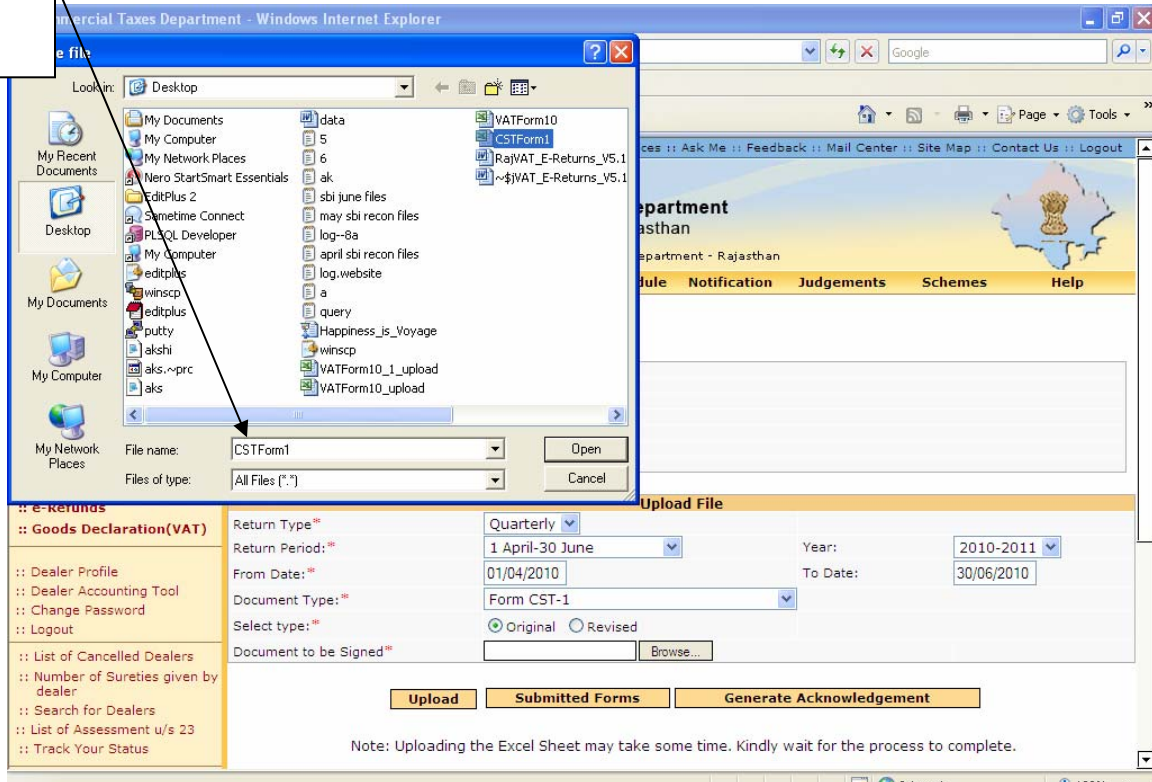 mmercial Taxes Department - Windows Internet Explorer
e file
Google
Look in:
Desktop
Page
Tools
My Recent Documents
Desktop
My Documents
My Computer
My Network Places
My Documents
My Computer
My Network Places
Nero StartSmart Essentials
EditPlus 2
Sametime Connect
PLSQL Developer
My Computer
editplus
winscp
editplus
putty
akshi
aks.~prc
aks
data
5
6
ak
sbi june files
may sbi recon files
log--8a
april sbi recon files
log.website
a
query
Happiness_is_Voyage
winscp
VATForm10_1_upload
VATForm10_upload
VATForm10
CSTForm1
RajVAT_E-Returns_V5.1
~$jVAT_E-Returns_V5.1
File name:
CSTForm1
Open
Files of type:
All Files (*.*)
Cancel
ces :: Ask Me :: Feedback :: Mail Center :: Site Map :: Contact Us :: Logout
epartment
asthan
epartment - Rajasthan
dule Notification Judgements Schemes Help
:: e-Refunds
:: Goods Declaration(VAT)
:: Dealer Profile
:: Dealer Accounting Tool
:: Change Password
:: Logout
:: List of Cancelled Dealers
:: Number of Sureties given by
dealer
:: Search for Dealers
:: List of Assessment u/s 23
:: Track Your Status
Upload File
Return Type* Quarterly
Return Period:* 1 April-30 June Year: 2010-2011
From Date:* 01/04/2010 To Date: 30/06/2010
Document Type:* Form CST-1
Select type:* Original Revised
Document to be Signed* Browse...
Upload Submitted Forms Generate Acknowledgement
Note: Uploading the Excel Sheet may take some time. Kindly wait for the process to complete.